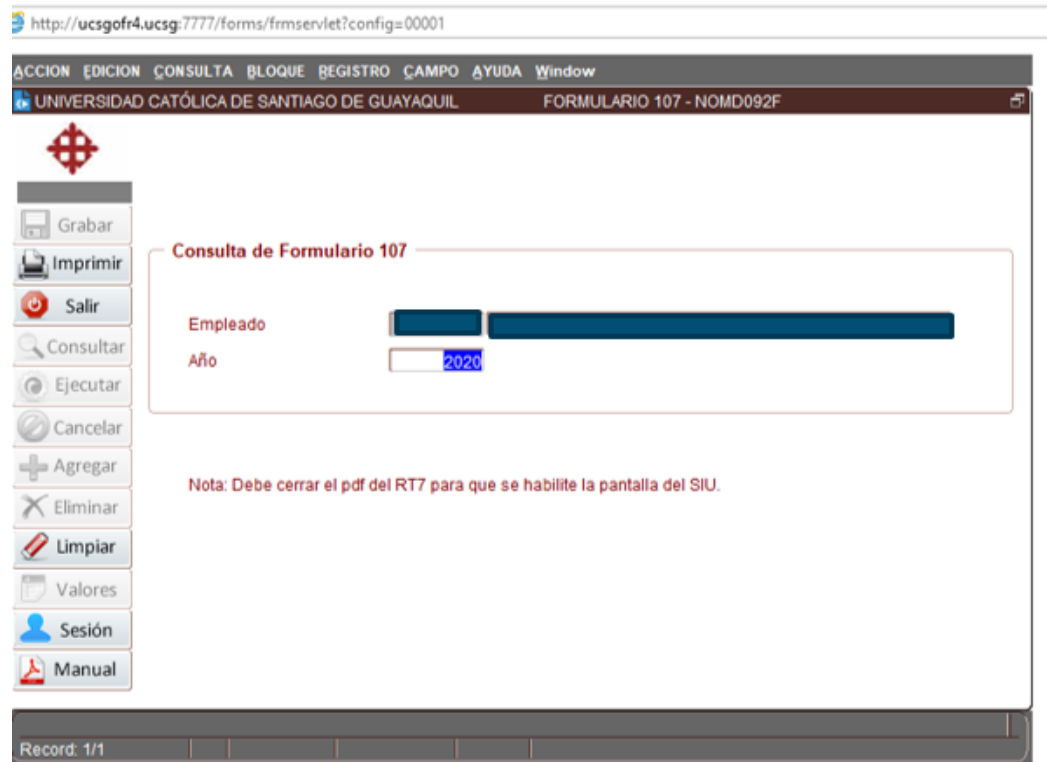 http://ucsgofr4.ucsg:7777/forms/frmservlet?config=00001
ACCION EDICION CONSULTA BLOQUE REGISTRO CAMPO AYUDA Window
UNIVERSIDAD CATÓLICA DE SANTIAGO DE GUAYAQUIL FORMULARIO 107 - NOMD092F
Grabar
Imprimir
Salir
Consultar
Ejecutar
Cancelar
Agregar
Eliminar
Limpiar
Valores
Sesión
Manual
Consulta de Formulario 107
Empleado
Año 2020
Nota: Debe cerrar el pdf del RT7 para que se habilite la pantalla del SIU.
Record: 1/1